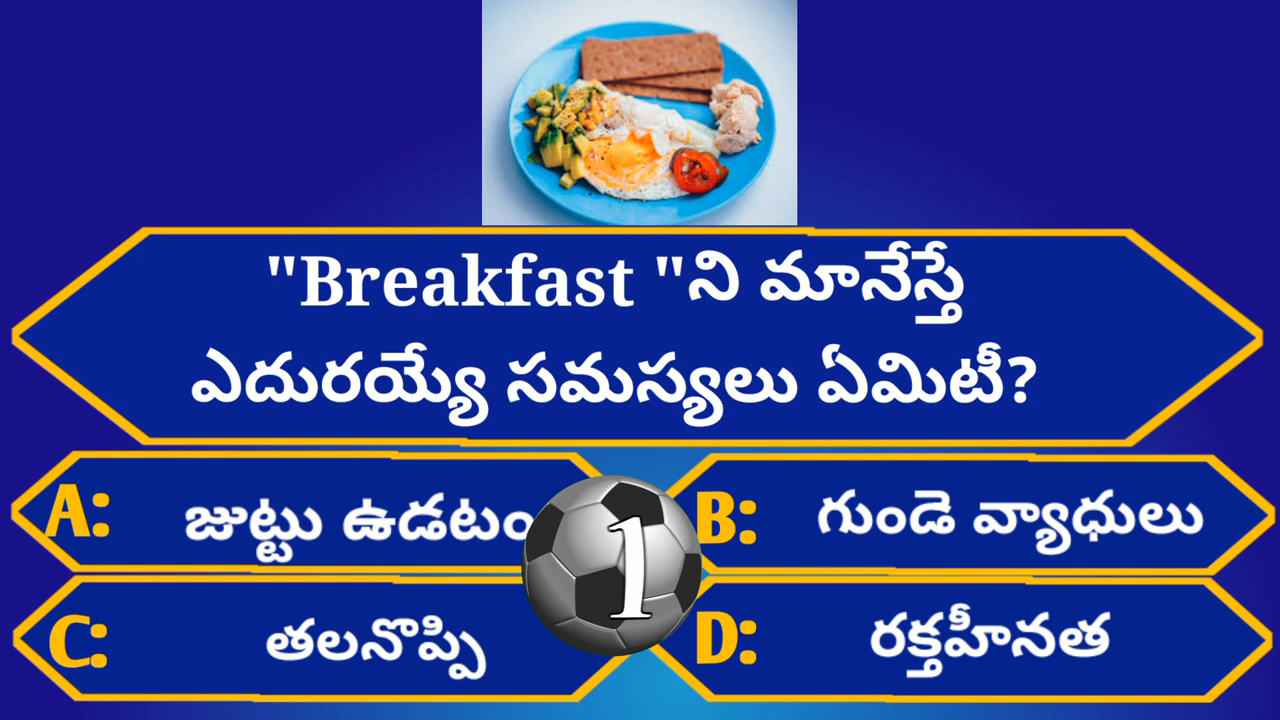 "Breakfast "ని మానేస్తే
ఎదురయ్యే సమస్యలు ఏమిటీ?
A: జుట్టు ఉడటం
B: గుండె వ్యాధులు
1
C: తలనొప్పి
D: రక్తహీనత